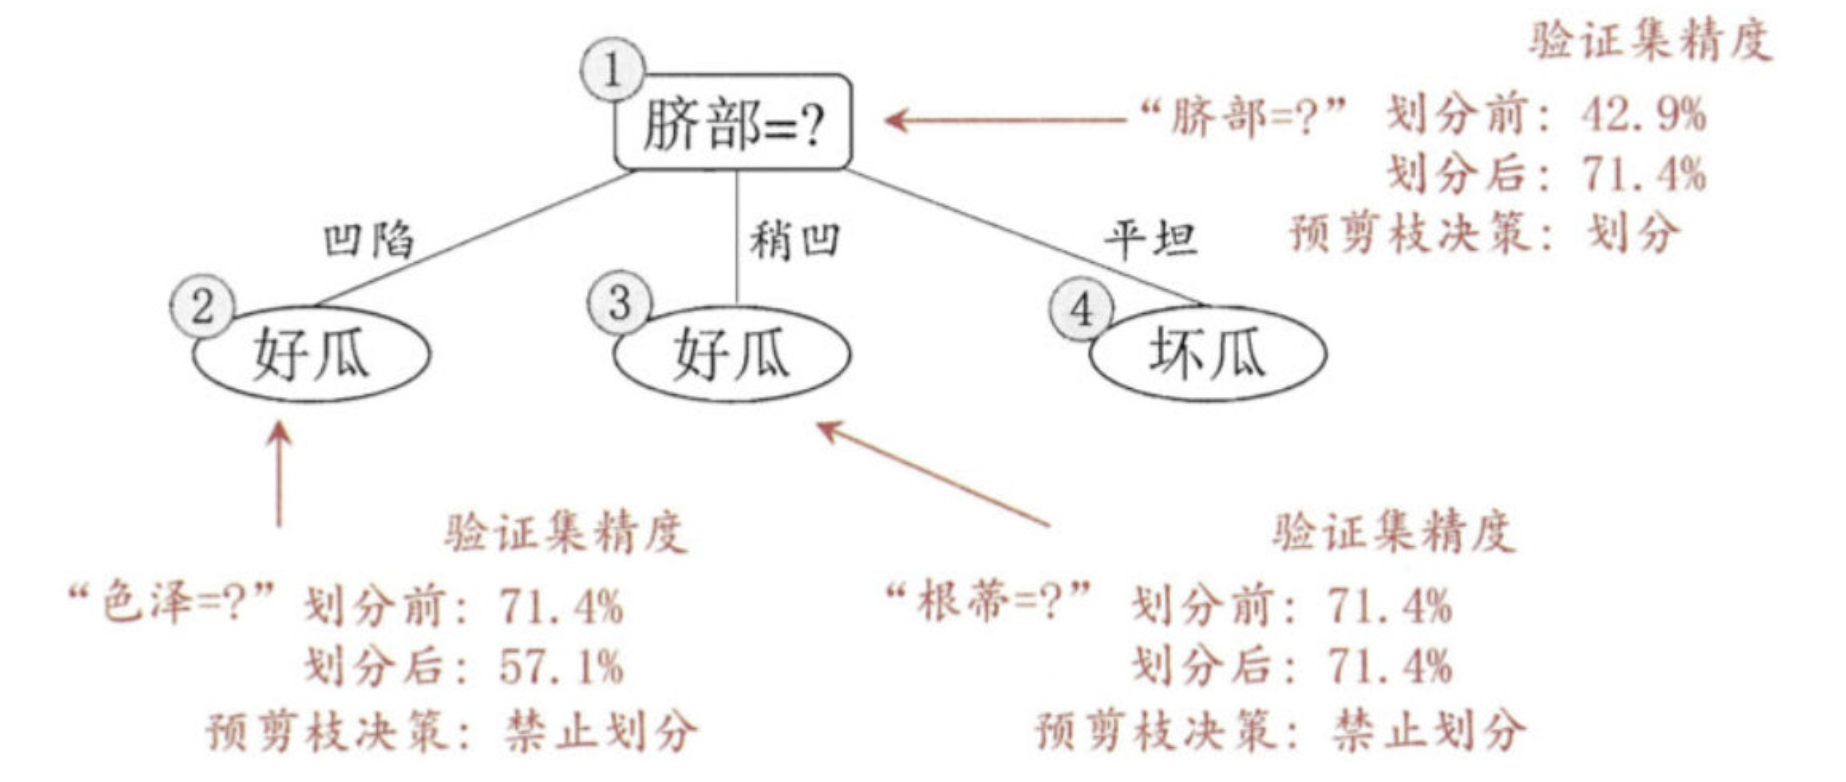 验证集精度
①
脐部=?
“脐部=?” 划分前: 42.9%
划分后: 71.4%
预剪枝决策: 划分
凹陷 稍凹 平坦
② ③ ④
好瓜 好瓜 坏瓜
验证集精度 验证集精度
“色泽=?” 划分前: 71.4% “根蒂=?” 划分前: 71.4%
划分后: 57.1% 划分后: 71.4%
预剪枝决策: 禁止划分 预剪枝决策: 禁止划分